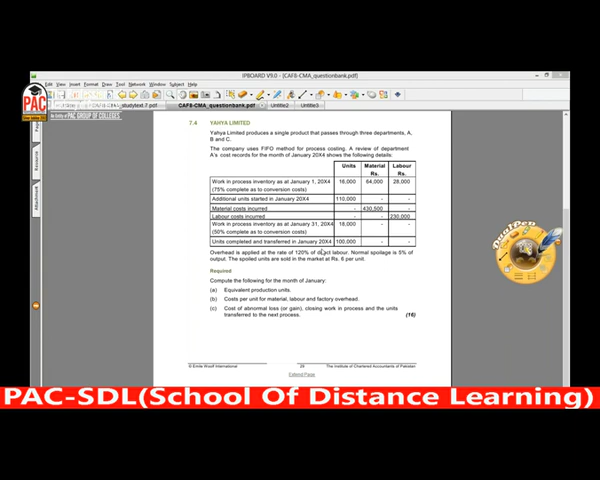 IPBOARD V9.0 - [CAF8-CMA_questionbank.pdf]
Edit View Insert Format Draw Tools Network Window Subject Help
PAC
_studytext.7.pdf CAF8-CMA_questionbank.pdf Untitled2 Untitled3
PAC GROUP OF COLLEGES
Resource
Attachment
7.4 YAHYA LIMITED
Yahya Limited produces a single product that passes through three departments, A,
B and C.
The company uses FIFO method for process costing. A review of department
A's cost records for the month of January 20X4 shows the following details:
Units Material Labour
Rs. Rs.
Work in process inventory as at January 1, 20X4 16,000 64,000 28,000
(75% complete as to conversion costs)
Additional units started in January 20X4 110,000 - -
Material costs incurred - 430,500 -
Labour costs incurred - - 230,000
Work in process inventory as at January 31, 20X4 18,000 - -
(50% complete as to conversion costs)
Units completed and transferred in January 20X4 100,000 - -
Overhead is applied at the rate of 120% of direct labour. Normal spoilage is 5% of
output. The spoiled units are sold in the market at Rs. 6 per unit.
Required
Compute the following for the month of January:
(a) Equivalent production units.
(b) Costs per unit for material, labour and factory overhead.
(c) Cost of abnormal loss (or gain), closing work in process and the units
transferred to the next process. (16)
© Emile Woolf International 29 The Institute of Chartered Accountants of Pakistan
Extend Page
DualPen
PAC-SDL(School Of Distance Learning)